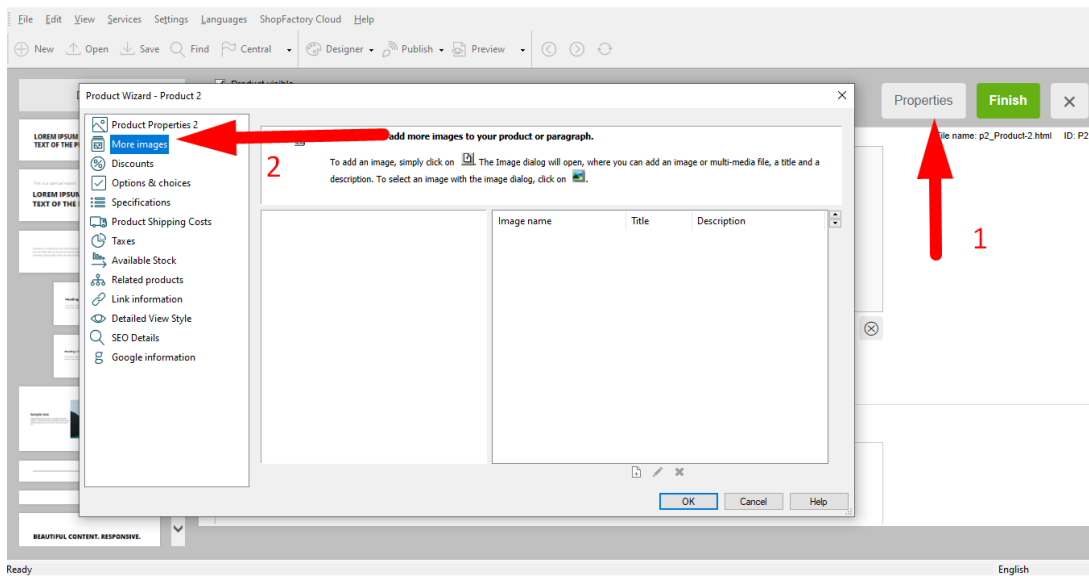 File Edit View Services Settings Languages ShopFactory Cloud Help
New Open Save Find Central Designer Publish Preview
Product visible
Product Wizard - Product 2
Properties Finish
File name: p2_Product-2.html ID: P2
Product Properties 2
More images
Discounts
Options & choices
Specifications
Product Shipping Costs
Taxes
Available Stock
Related products
Link information
Detailed View Style
SEO Details
Google information
2
add more images to your product or paragraph.
To add an image, simply click on . The Image dialog will open, where you can add an image or multi-media file, a title and a
description. To select an image with the image dialog, click on .
Image name Title Description
1
OK Cancel Help
LOREM IPSUM
TEXT OF THE P
LOREM IPSUM
TEXT OF THE
BEAUTIFUL CONTENT. RESPONSIVE.
Ready English